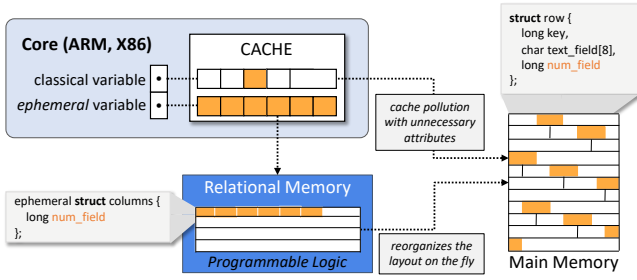 Core (ARM, X86)
CACHE
classical variable
ephemeral variable
struct row {
long key,
char text_field[8],
long num_field
};
cache pollution
with unnecessary
attributes
Relational Memory
ephemeral struct columns {
long num_field
};
Programmable Logic
reorganizes the
layout on the fly
Main Memory